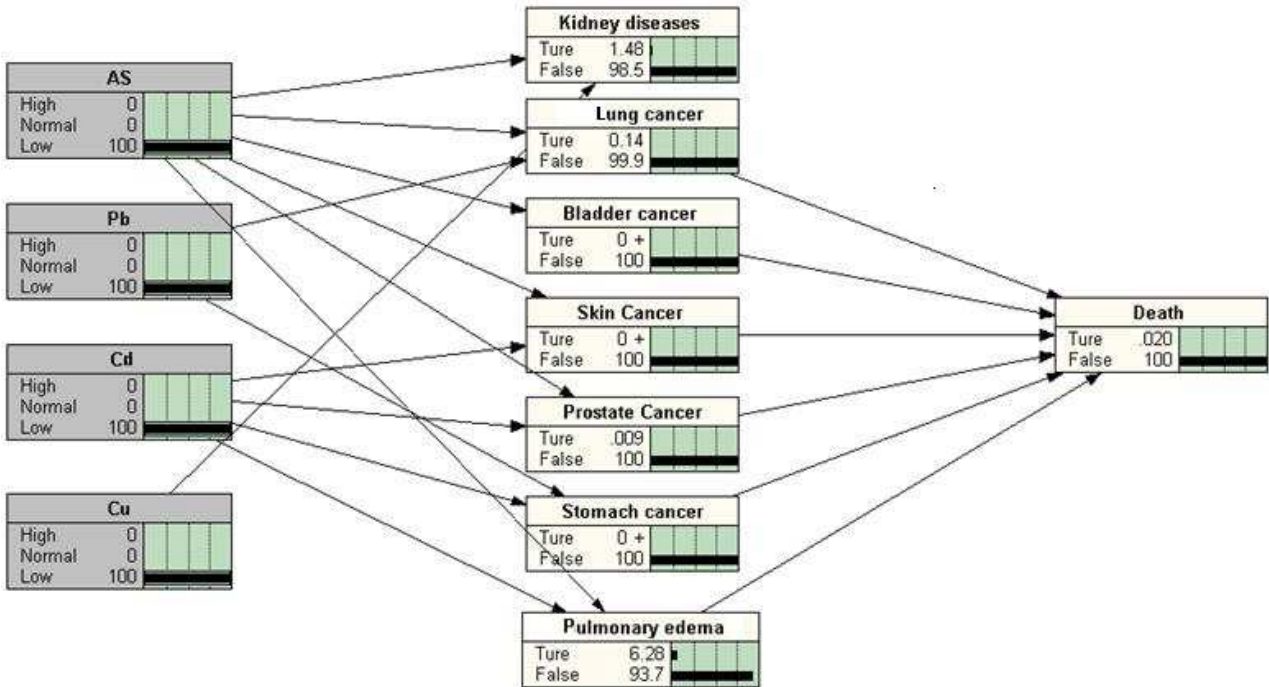 Kidney diseases
Ture 1.48
False 98.5
AS
High 0
Normal 0
Low 100
Lung cancer
Ture 0.14
False 99.9
Pb
High 0
Normal 0
Low 100
Bladder cancer
Ture 0 +
False 100
Skin Cancer
Ture 0 +
False 100
Death
Ture .020
False 100
Cd
High 0
Normal 0
Low 100
Prostate Cancer
Ture .009
False 100
Cu
High 0
Normal 0
Low 100
Stomach cancer
Ture 0 +
False 100
Pulmonary edema
Ture 6.28
False 93.7